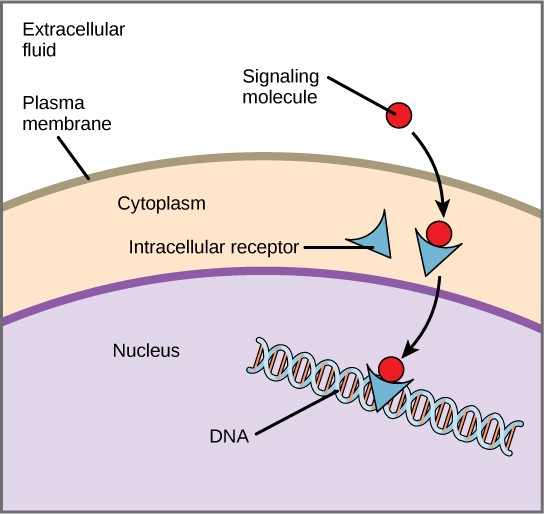 Extracellular
fluid
Signaling
molecule
Plasma
membrane
Cytoplasm
Intracellular receptor
Nucleus
DNA